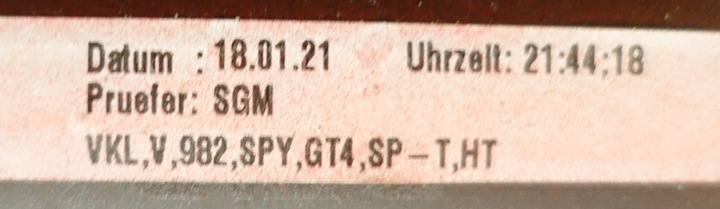 Datum : 18.01.21 Uhrzeit: 21:44:18
Pruefer: SGM
VKL,V,982,SPY,GT4,SP-T,HT